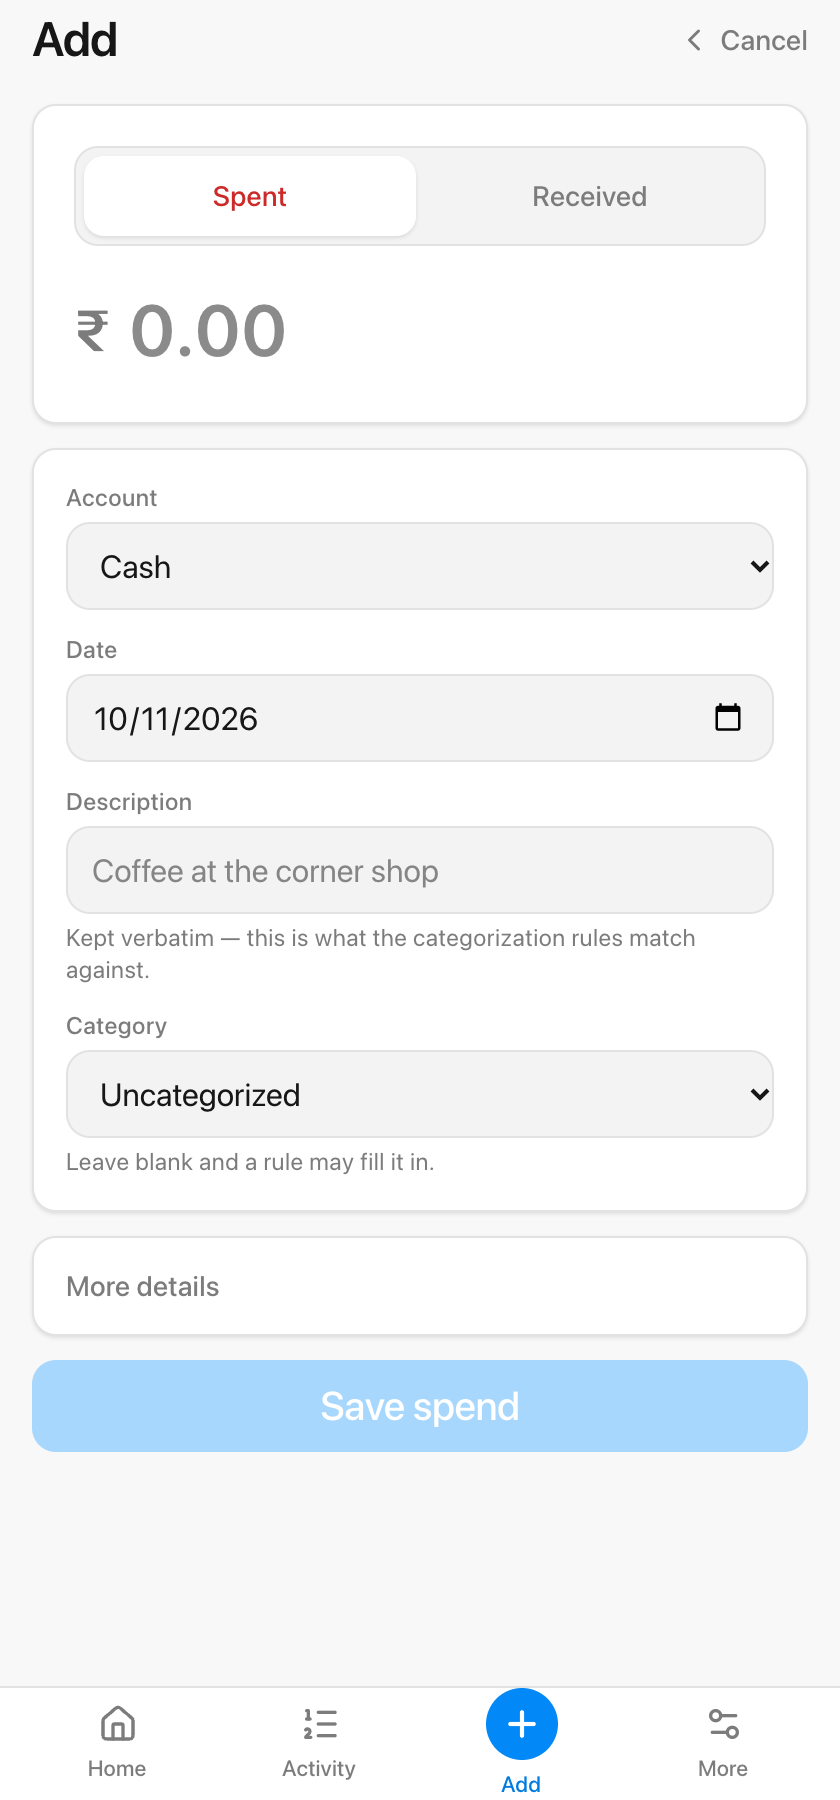 Add
Cancel
Spent
Received
₹ 0.00
Account
Cash
Date
10/11/2026
Description
Coffee at the corner shop
Kept verbatim — this is what the categorization rules match
against.
Category
Uncategorized
Leave blank and a rule may fill it in.
More details
Save spend
Home
Activity
Add
More